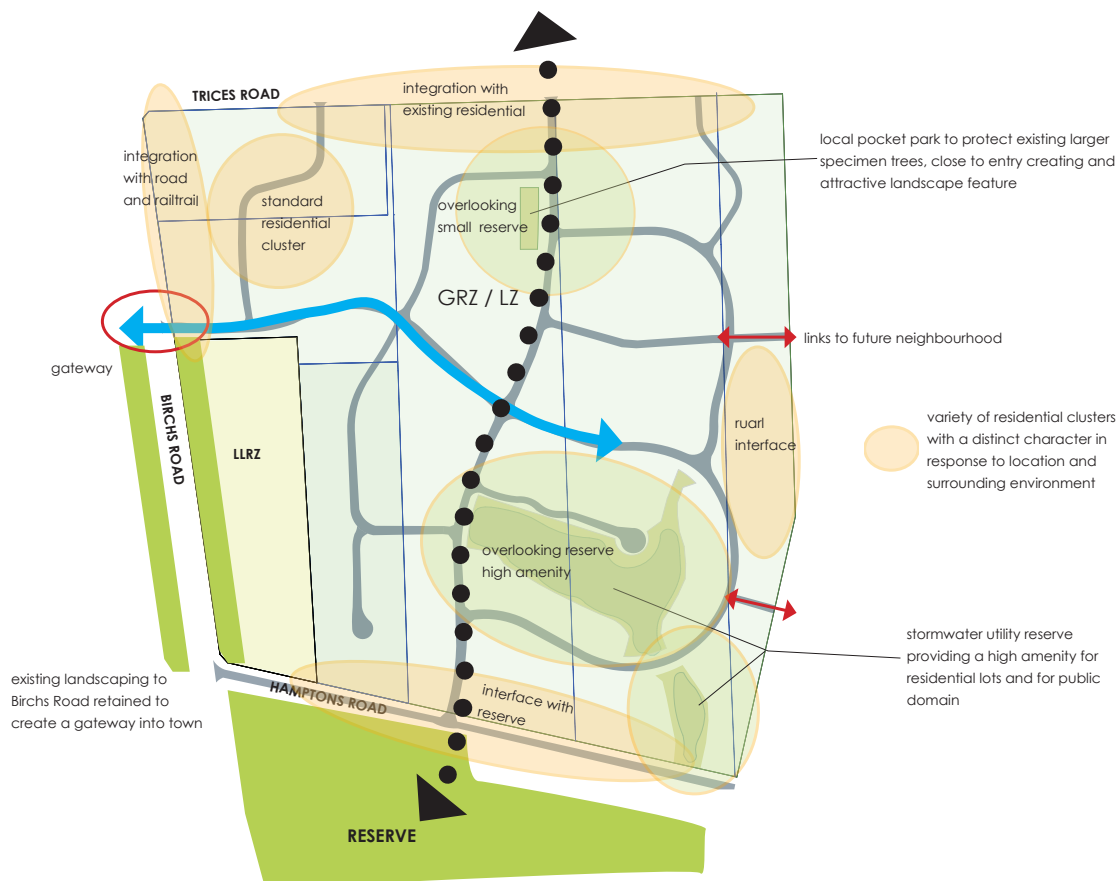 TRICES ROAD
integration with
existing residential
local pocket park to protect existing larger
specimen trees, close to entry creating and
attractive landscape feature
integration
with road
and railtrail
standard
residential
cluster
overlooking
small reserve
GRZ / LZ
links to future neighbourhood
gateway
BIRCHS ROAD
LLRZ
ruarl
interface
variety of residential clusters
with a distinct character in
response to location and
surrounding environment
overlooking reserve
high amenity
stormwater utility reserve
providing a high amenity for
residential lots and for public
domain
existing landscaping to
Birchs Road retained to
create a gateway into town
HAMPTONS ROAD
interface with
reserve
RESERVE